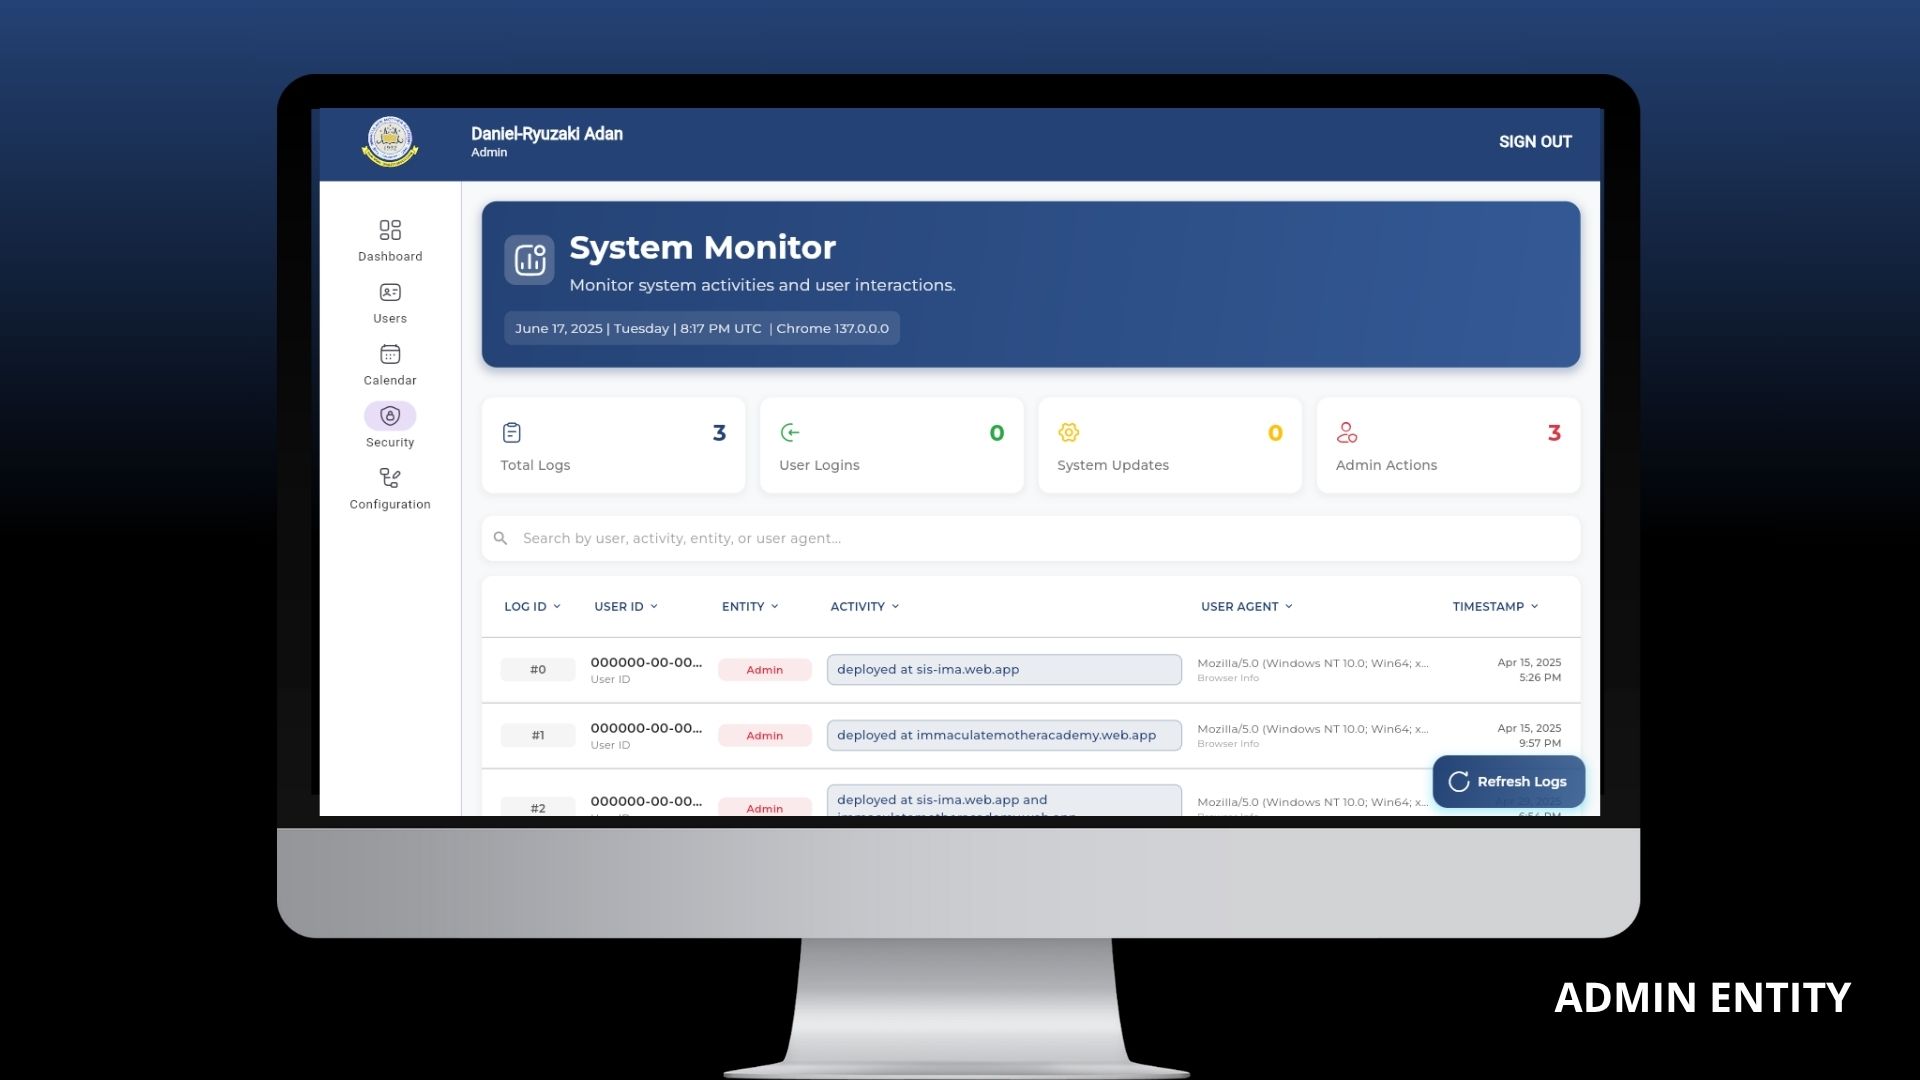 Daniel-Ryuzaki Adan
Admin
SIGN OUT
Dashboard
Users
Calendar
Security
Configuration
System Monitor
Monitor system activities and user interactions.
June 17, 2025 | Tuesday | 8:17 PM UTC | Chrome 137.0.0.0
3
Total Logs
0
User Logins
0
System Updates
3
Admin Actions
Search by user, activity, entity, or user agent...
LOG ID USER ID ENTITY ACTIVITY USER AGENT TIMESTAMP
#0
000000-00-00...
User ID
Admin
deployed at sis-ima.web.app
Mozilla/5.0 (Windows NT 10.0; Win64; x...
Browser Info
Apr 15, 2025
5:26 PM
#1
000000-00-00...
User ID
Admin
deployed at immaculatemotheracademy.web.app
Mozilla/5.0 (Windows NT 10.0; Win64; x...
Browser Info
Apr 15, 2025
9:57 PM
#2
000000-00-00...
Admin
deployed at sis-ima.web.app and
Mozilla/5.0 (Windows NT 10.0; Win64; x...
Refresh Logs
ADMIN ENTITY